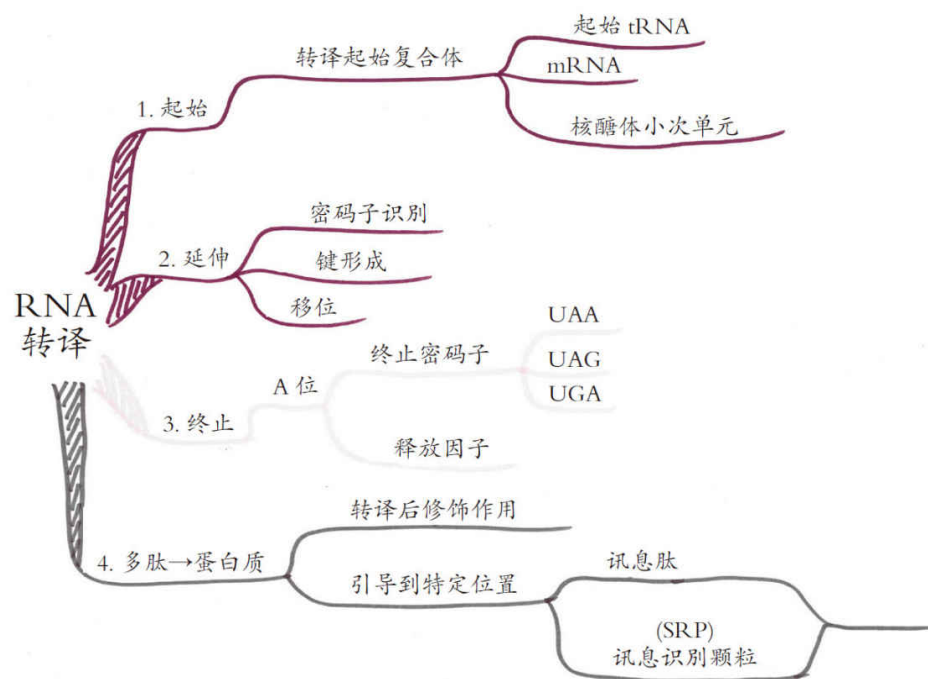 RNA
转译
1. 起始
转译起始复合体
起始 tRNA
mRNA
核醣体小次单元
2. 延伸
密码子识别
键形成
移位
3. 终止
A 位
终止密码子
UAA
UAG
UGA
释放因子
4. 多肽→蛋白质
转译后修饰作用
引导到特定位置
讯息肽
(SRP)
讯息识别颗粒